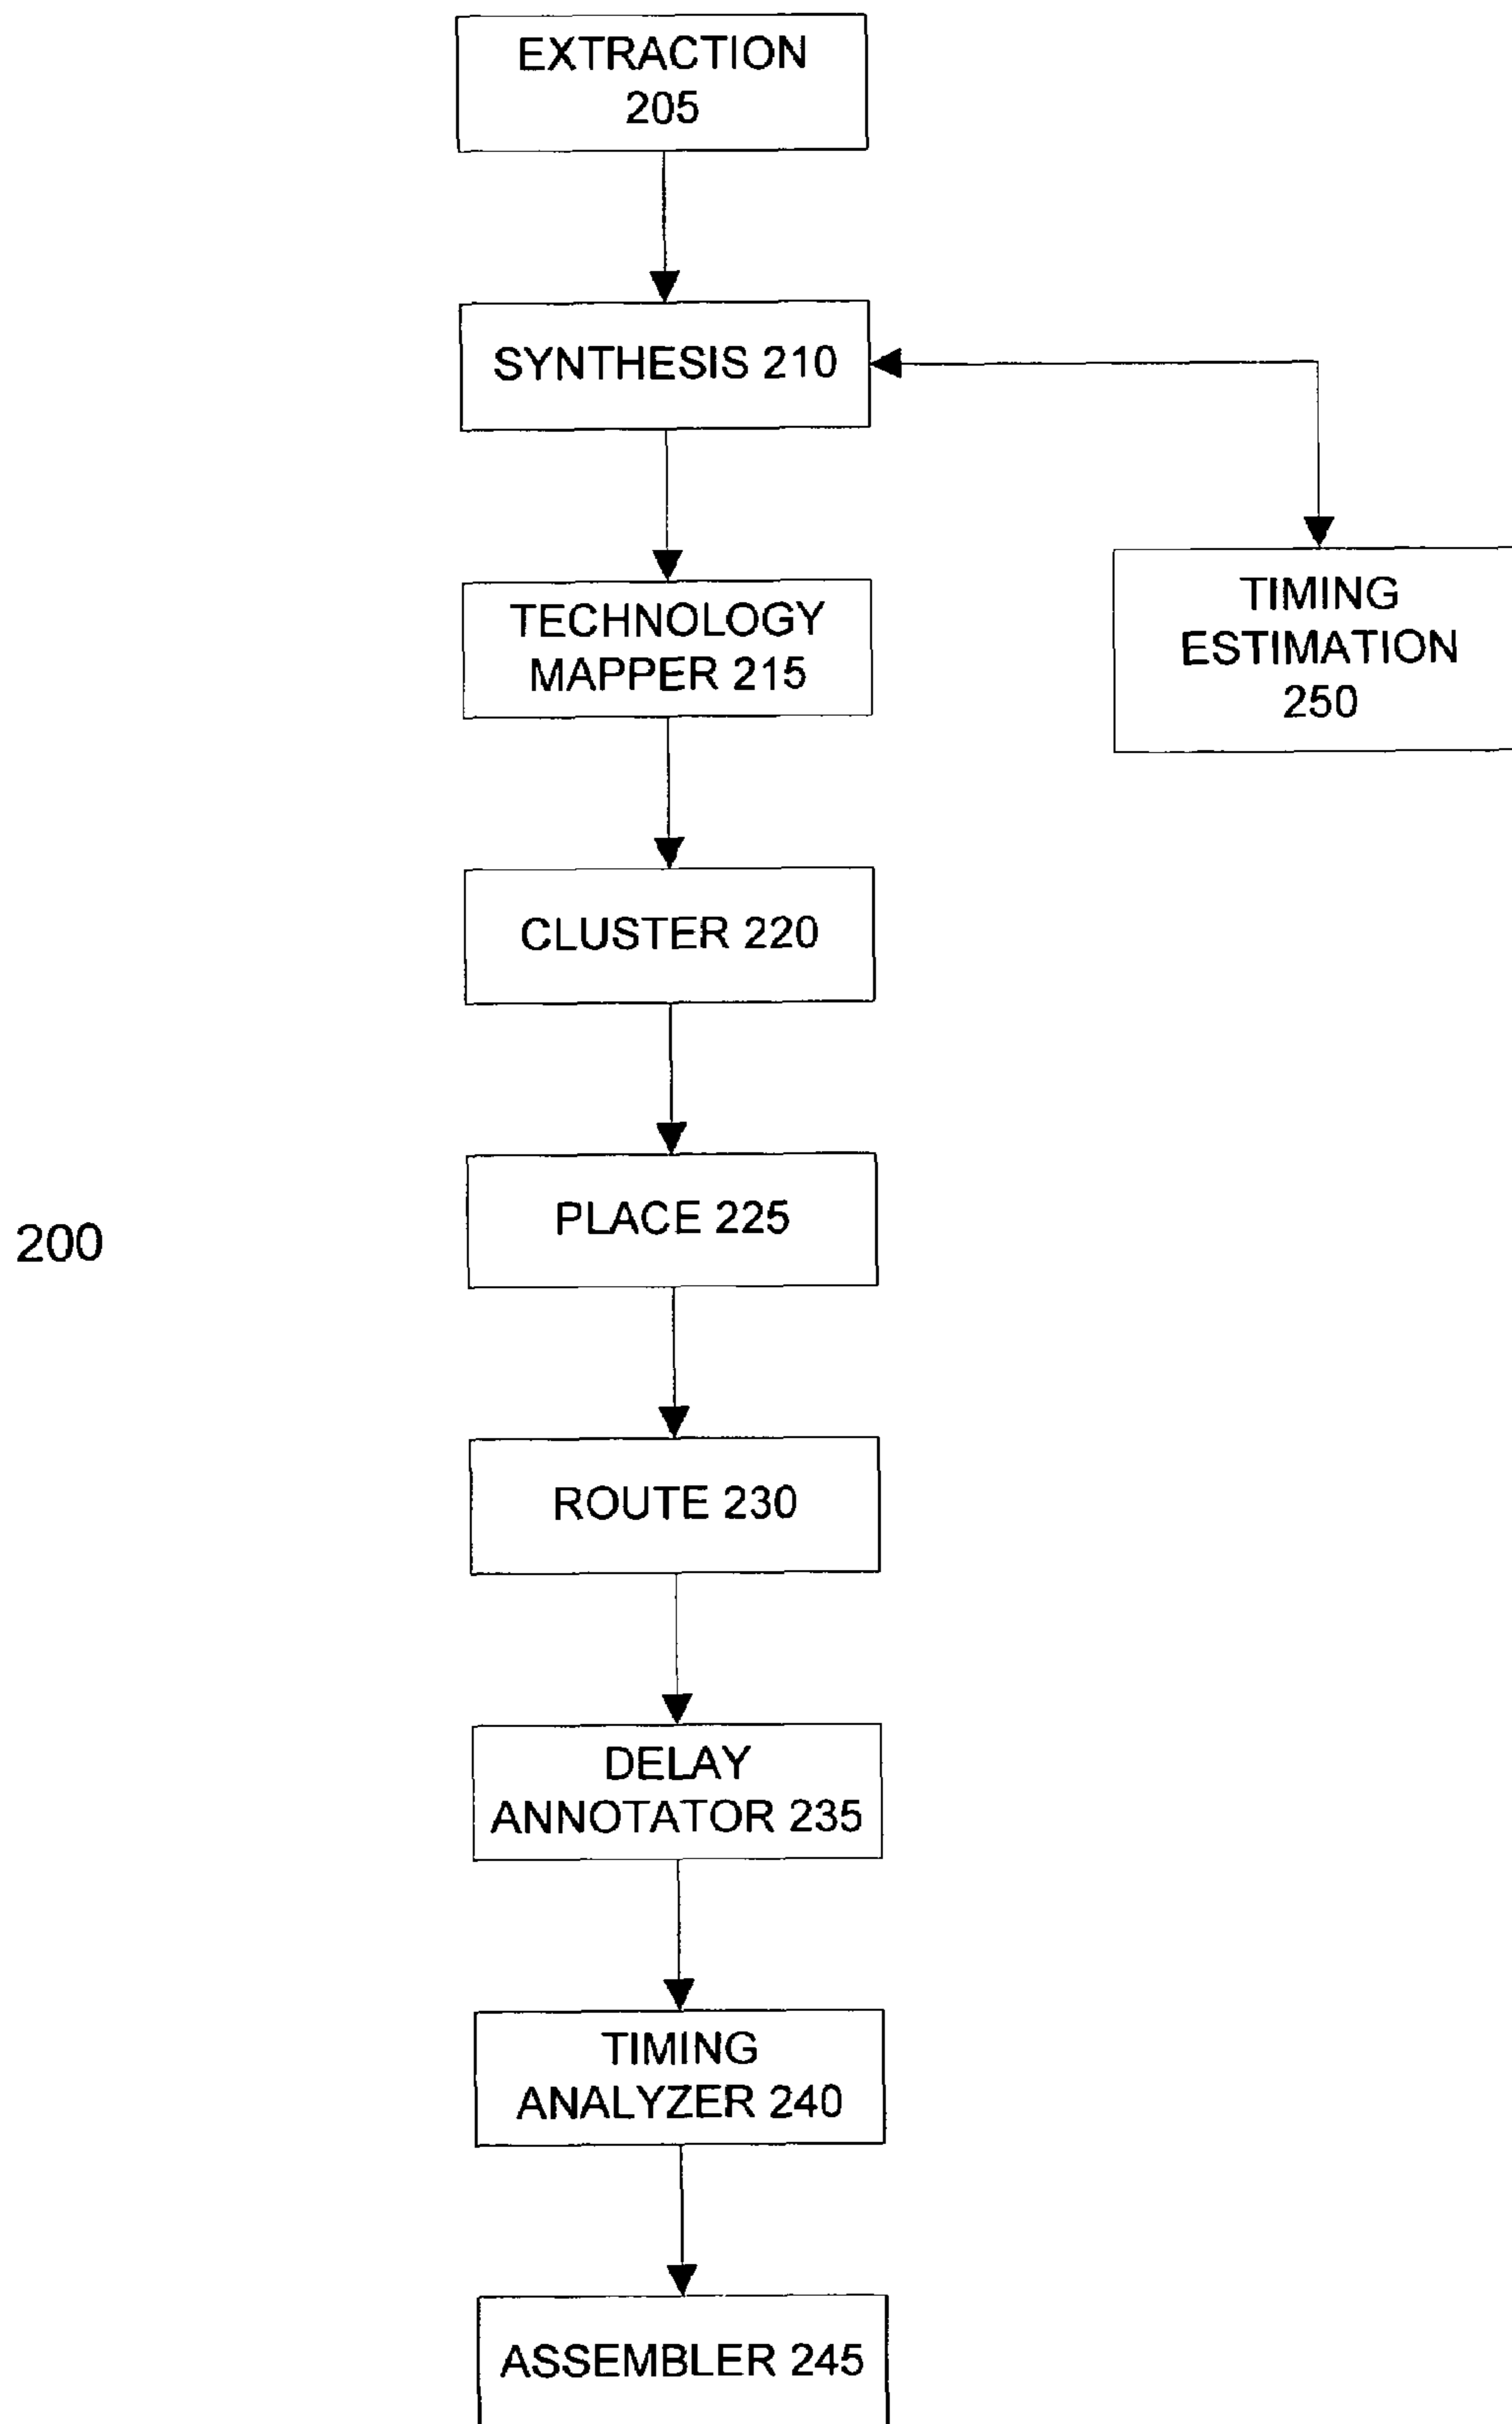 EXTRACTION
205
SYNTHESIS 210
TECHNOLOGY
MAPPER 215
TIMING
ESTIMATION
250
CLUSTER 220
PLACE 225
200
ROUTE 230
DELAY
ANNOTATOR 235
TIMING
ANALYZER 240
ASSEMBLER 245